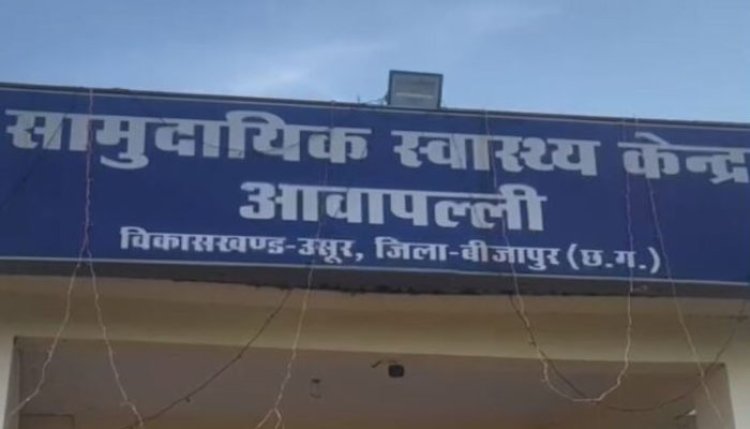 सामुदायिक स्वास्थ्य केन्द्र
आवापल्ली
विकासखण्ड-उसूर, जिला-बीजापुर (छ.ग.)